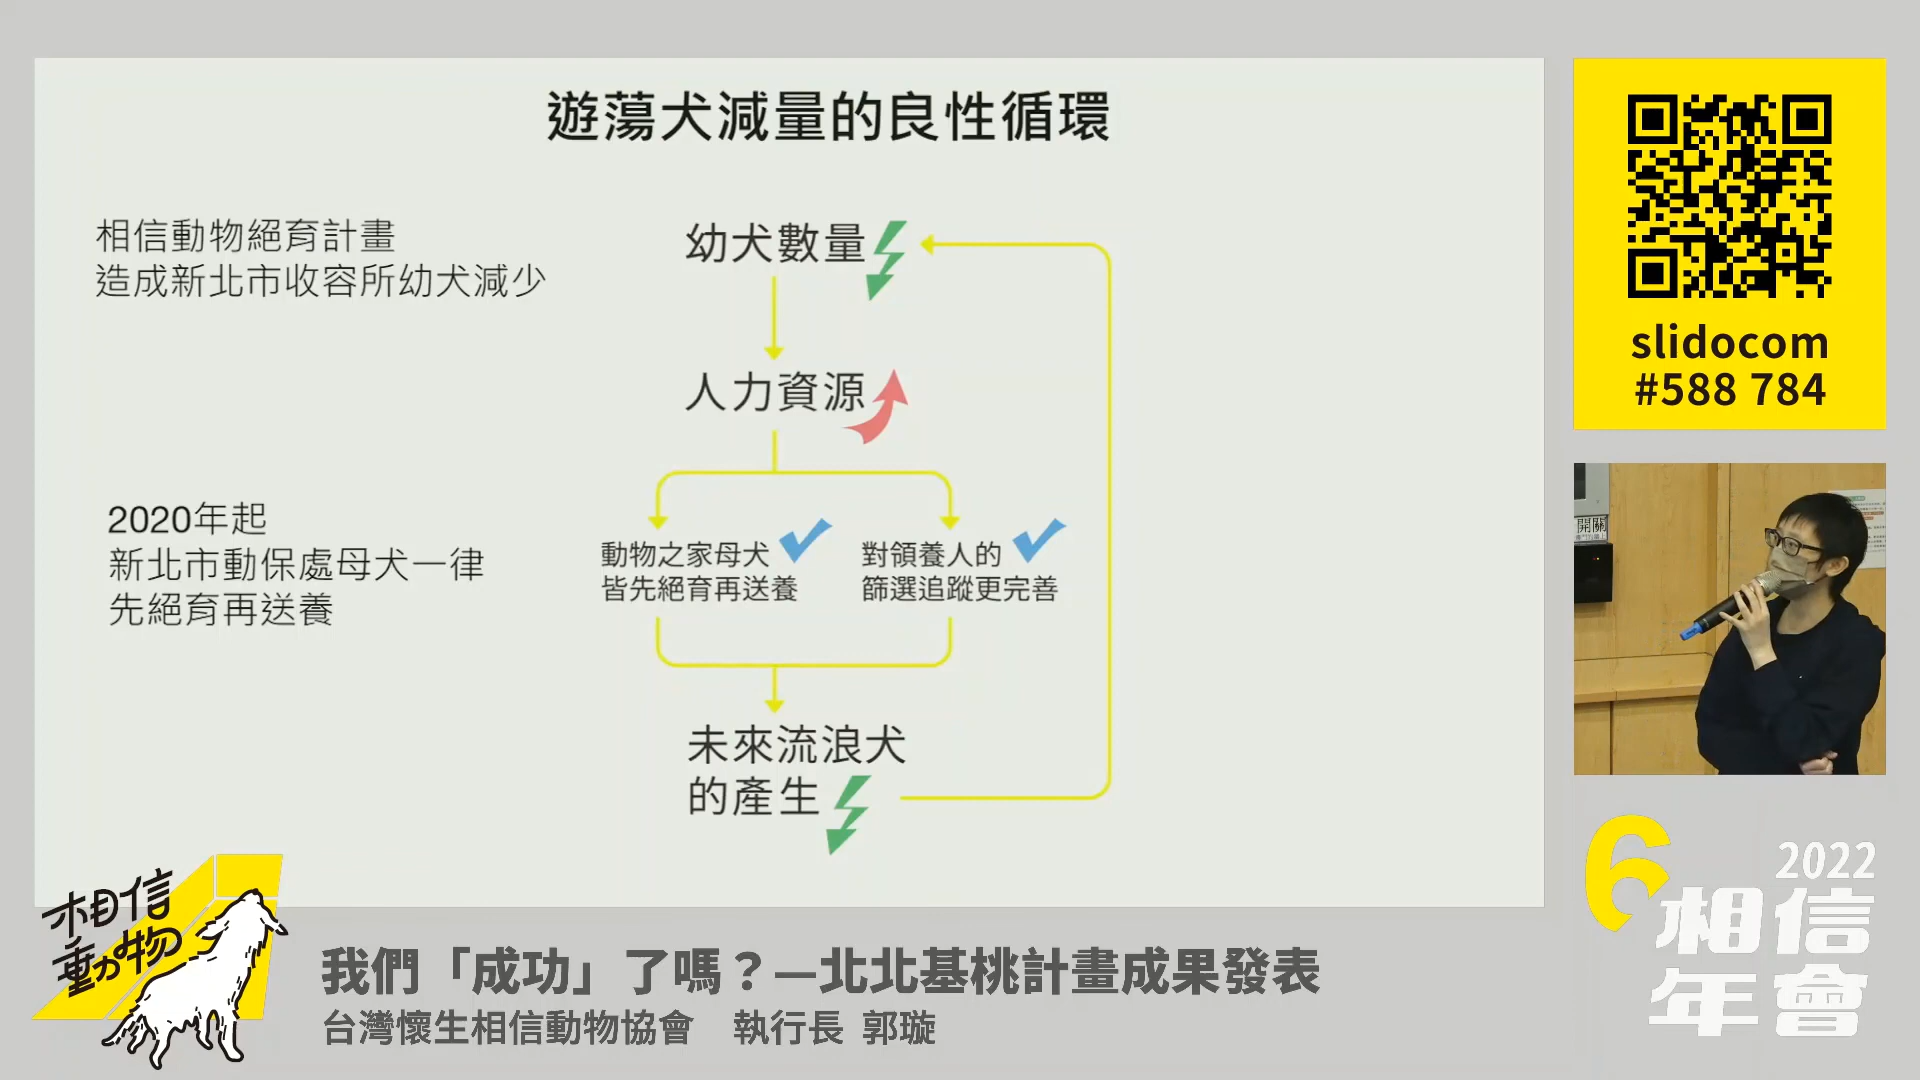 遊蕩犬減量的良性循環
相信動物絕育計畫
造成新北市收容所幼犬減少
幼犬數量
人力資源
2020年起
新北市動保處母犬一律
先絕育再送養
動物之家母犬
皆先絕育再送養
對領養人的
篩選追蹤更完善
未來流浪犬
的產生
slidocom
#588 784
開關
6
2022
相信
年會
相信
動物
我們「成功」了嗎？—北北基桃計畫成果發表
台灣懷生相信動物協會 執行長 郭璇